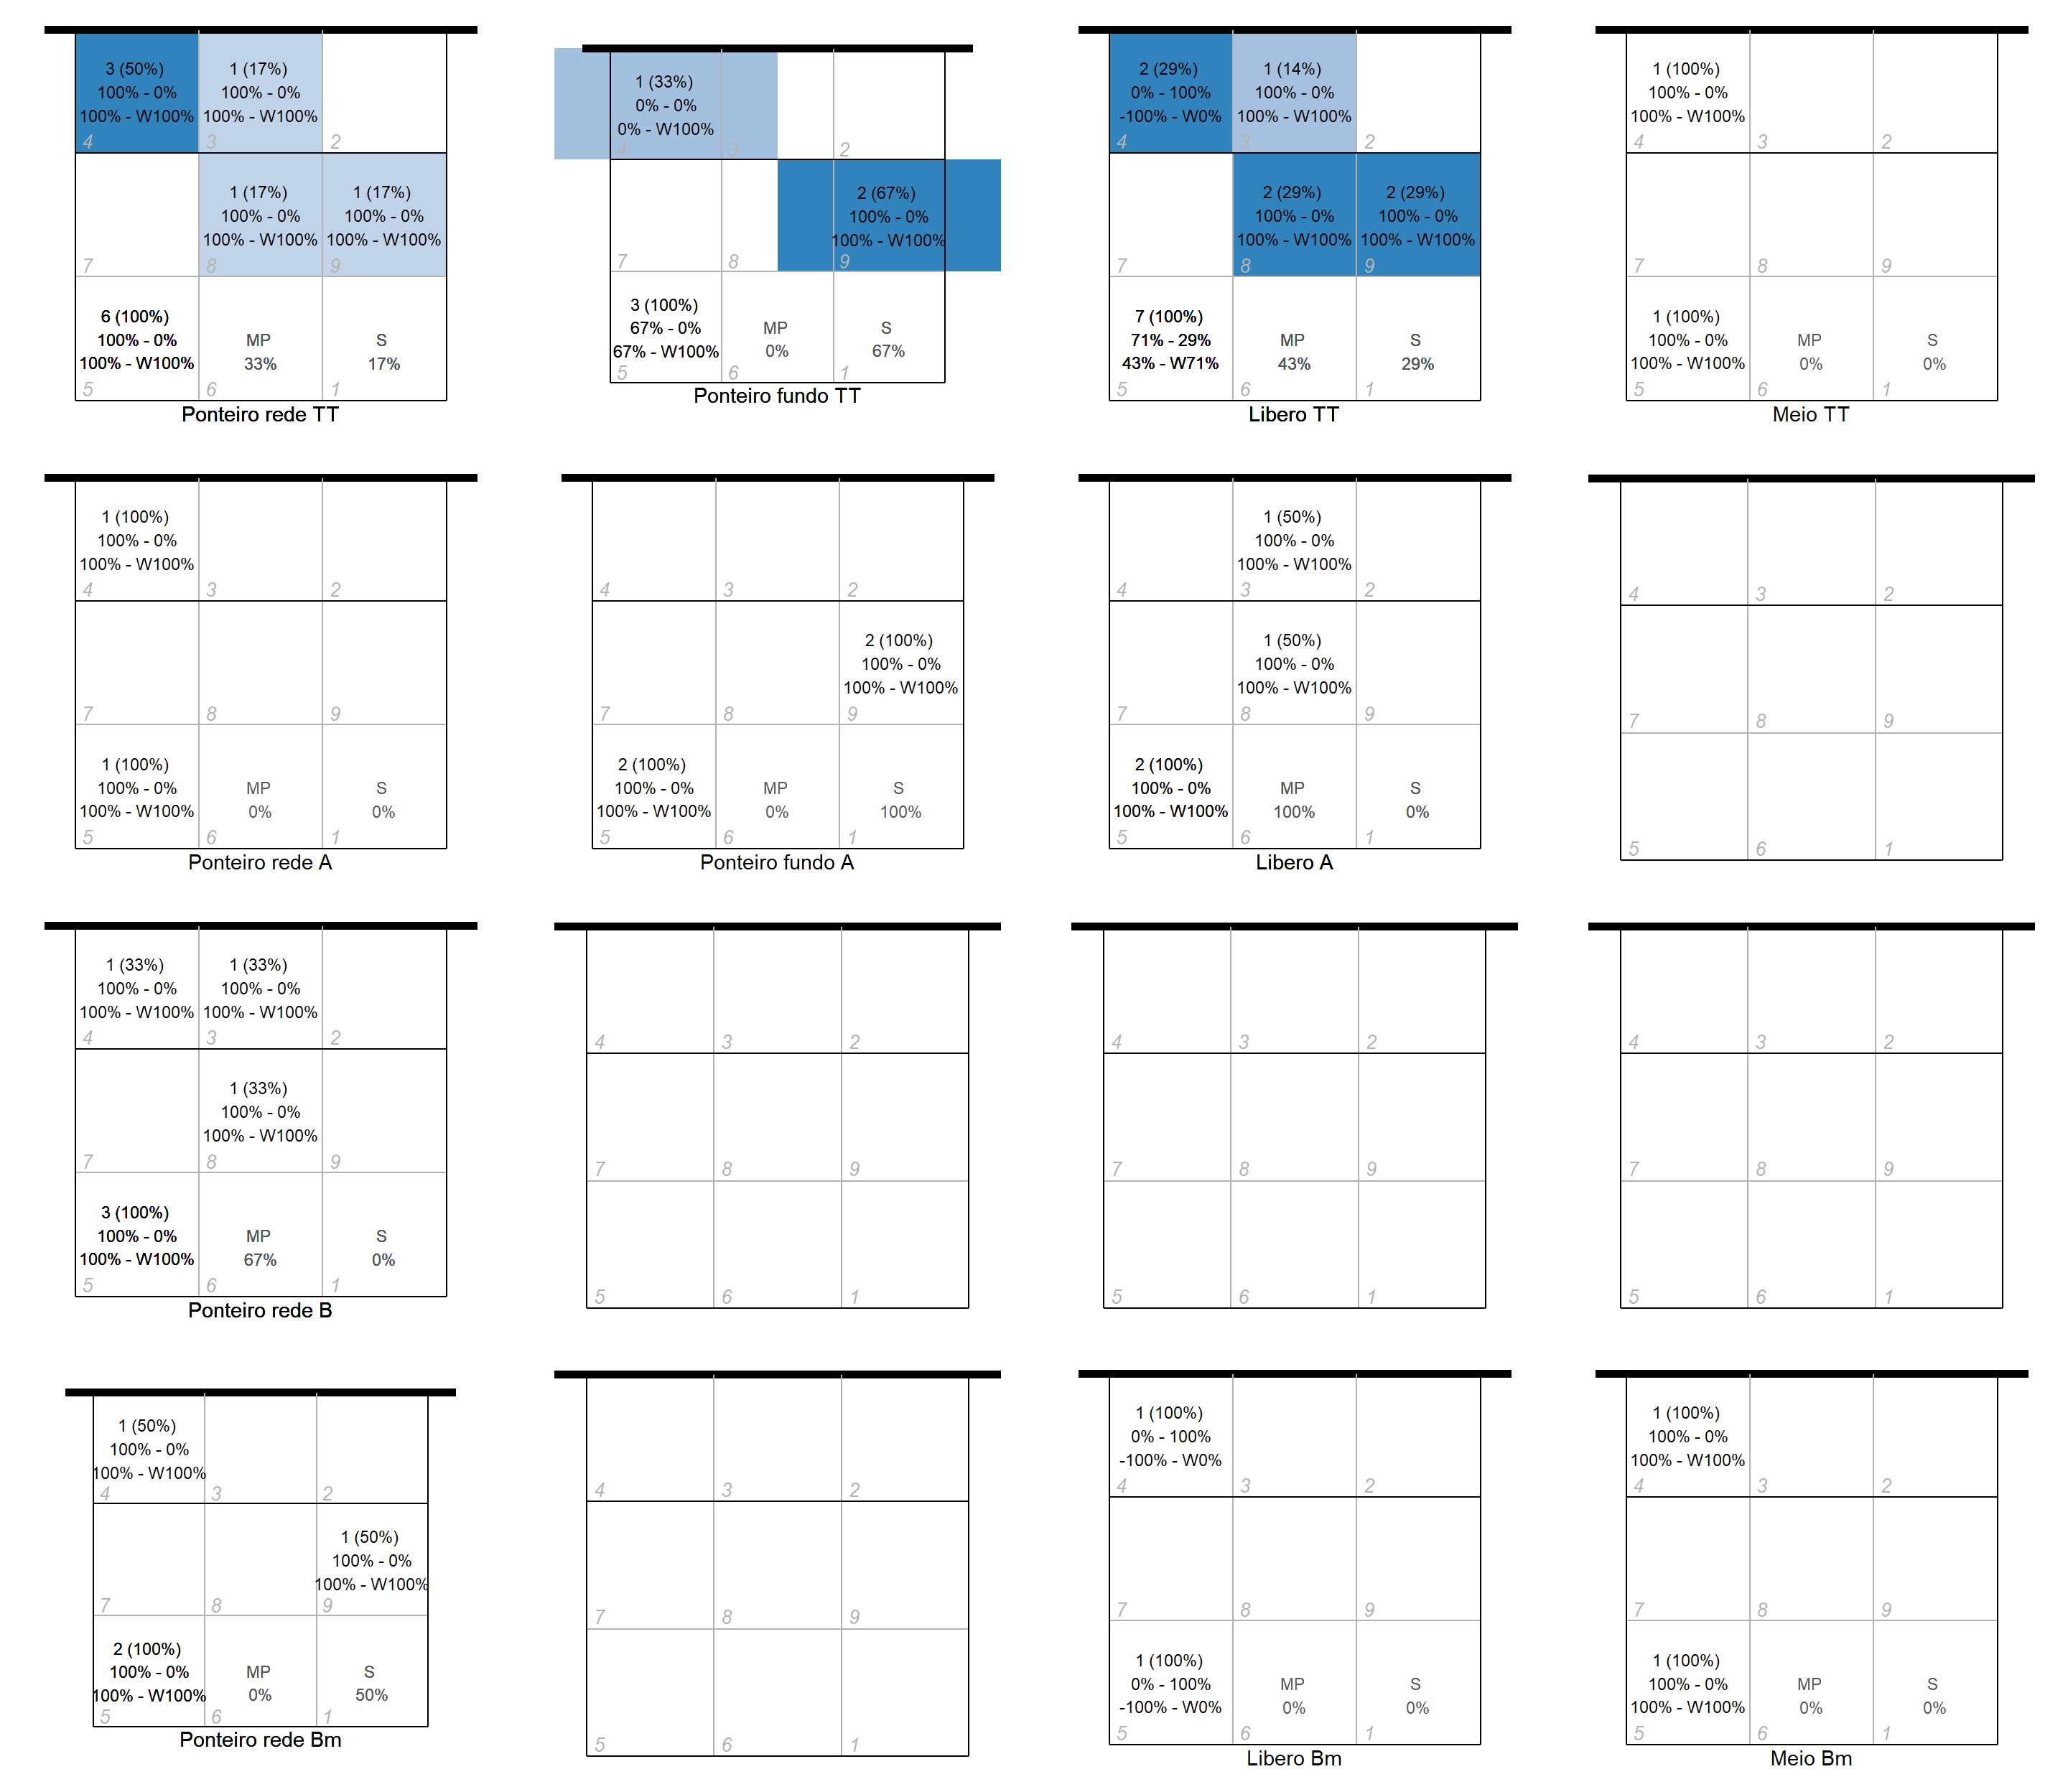 3 (50%)
100% - 0%
100% - W100%
4
1 (17%)
100% - 0%
100% - W100%
3
2
7
1 (17%)
100% - 0%
100% - W100%
8
1 (17%)
100% - 0%
100% - W100%
9
6 (100%)
100% - 0%
100% - W100%
5
MP
33%
6
S
17%
1
Ponteiro rede TT
1 (33%)
0% - 0%
0% - W100%
4
3
2
7
8
2 (67%)
100% - 0%
100% - W100%
9
3 (100%)
67% - 0%
67% - W100%
5
MP
0%
6
S
67%
1
Ponteiro fundo TT
2 (29%)
0% - 100%
-100% - W0%
4
1 (14%)
100% - 0%
100% - W100%
3
2
7
2 (29%)
100% - 0%
100% - W100%
8
2 (29%)
100% - 0%
100% - W100%
9
7 (100%)
71% - 29%
43% - W71%
5
MP
43%
6
S
29%
1
Libero TT
1 (100%)
100% - 0%
100% - W100%
4
3
2
7
8
9
1 (100%)
100% - 0%
100% - W100%
5
MP
0%
6
S
0%
1
Meio TT
1 (100%)
100% - 0%
100% - W100%
4
3
2
7
8
9
1 (100%)
100% - 0%
100% - W100%
5
MP
0%
6
S
0%
1
Ponteiro rede A
4
3
2
7
8
2 (100%)
100% - 0%
100% - W100%
9
2 (100%)
100% - 0%
100% - W100%
5
MP
0%
6
S
100%
1
Ponteiro fundo A
4
1 (50%)
100% - 0%
100% - W100%
3
2
7
1 (50%)
100% - 0%
100% - W100%
8
9
2 (100%)
100% - 0%
100% - W100%
5
MP
100%
6
S
0%
1
Libero A
4
3
2
7
8
9
5
6
1
1 (33%)
100% - 0%
100% - W100%
4
1 (33%)
100% - 0%
100% - W100%
3
2
7
1 (33%)
100% - 0%
100% - W100%
8
9
3 (100%)
100% - 0%
100% - W100%
5
MP
67%
6
S
0%
1
Ponteiro rede B
4
3
2
7
8
9
5
6
1
4
3
2
7
8
9
5
6
1
4
3
2
7
8
9
5
6
1
1 (50%)
100% - 0%
100% - W100%
4
3
2
7
8
1 (50%)
100% - 0%
100% - W100%
9
2 (100%)
100% - 0%
100% - W100%
5
MP
0%
6
S
50%
1
Ponteiro rede Bm
4
3
2
7
8
9
5
6
1
1 (100%)
0% - 100%
-100% - W0%
4
3
2
7
8
9
1 (100%)
0% - 100%
-100% - W0%
5
MP
0%
6
S
0%
1
Libero Bm
1 (100%)
100% - 0%
100% - W100%
4
3
2
7
8
9
1 (100%)
100% - 0%
100% - W100%
5
MP
0%
6
S
0%
1
Meio Bm